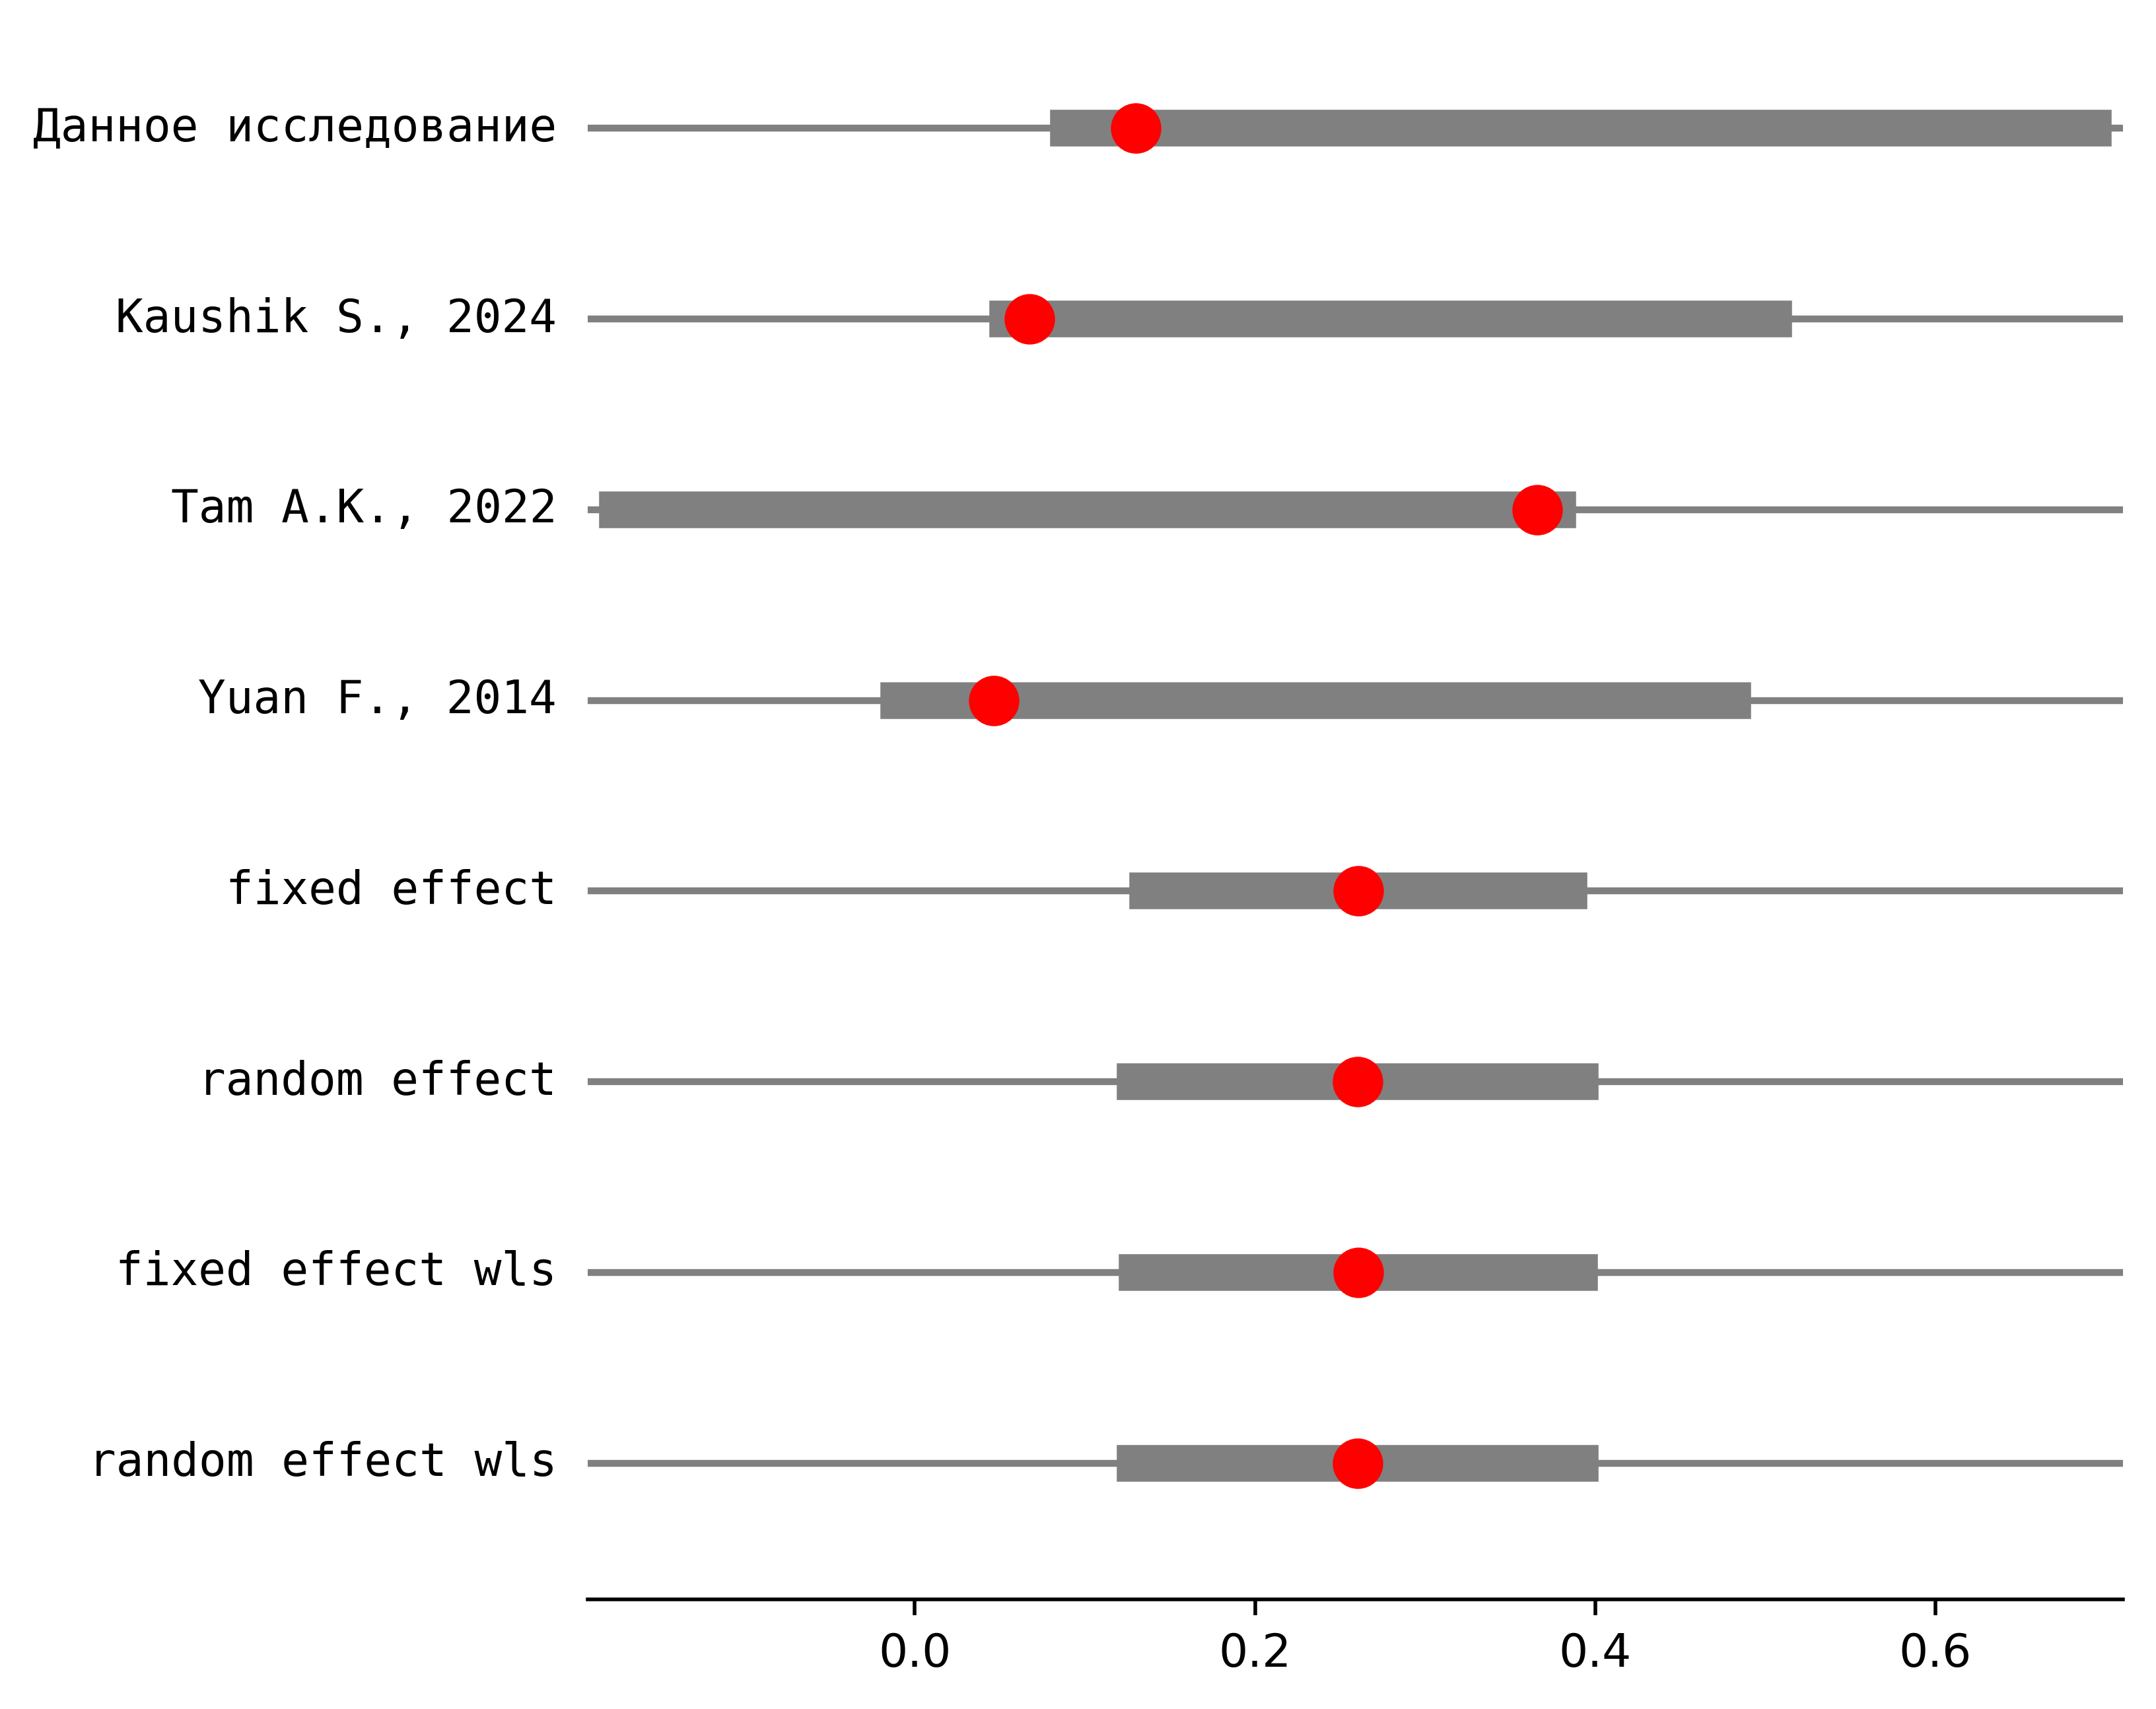 Данное исследование
Kaushik S., 2024
Tam A.K., 2022
Yuan F., 2014
fixed effect
random effect
fixed effect wls
random effect wls
0.0 0.2 0.4 0.6